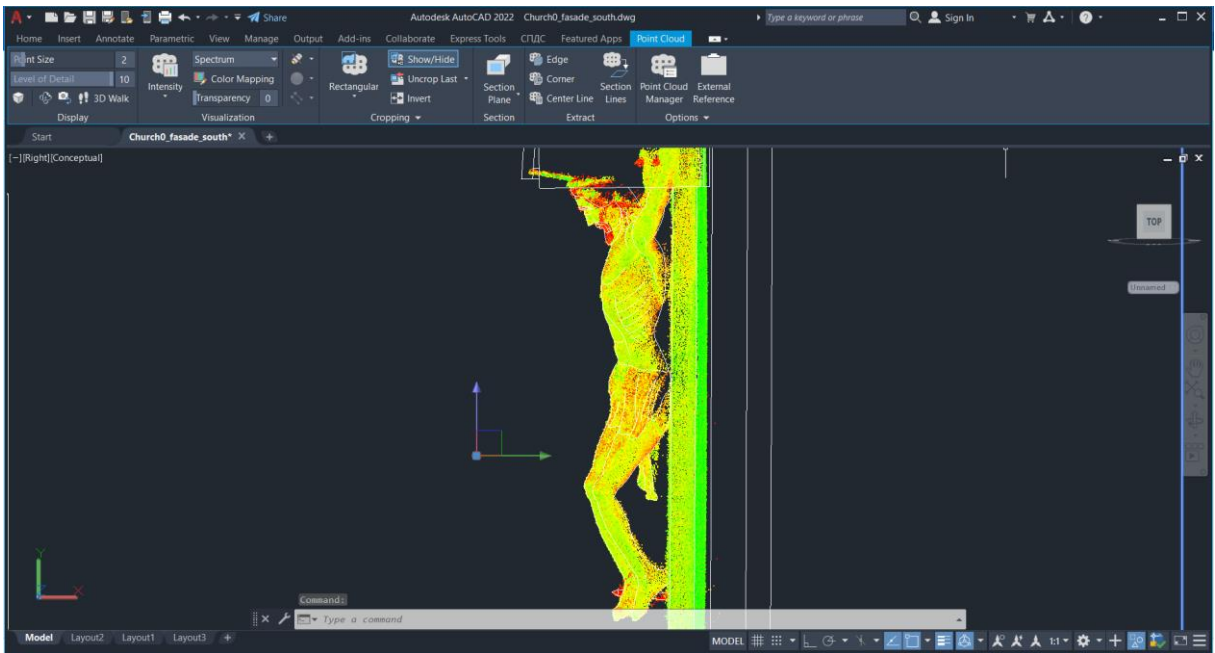 Share Autodesk AutoCAD 2022 Church0_fasade_south.dwg Type a keyword or phrase Sign In
Home Insert Annotate Parametric View Manage Output Add-ins Collaborate Express Tools СПДС Featured Apps Point Cloud
Point Size 2 Spectrum Show/Hide Edge
Level of Detail 10 Intensity Color Mapping Rectangular Uncrop Last Section Plane Corner Section Lines Point Cloud Manager External Reference
3D Walk Transparency 0 Invert Center Line
Display Visualization Cropping Section Extract Options
Start Church0_fasade_south*
[−][Right][Conceptual]
TOP
Unnamed
Y
X
Command:
Type a command
Model Layout2 Layout1 Layout3 + MODEL 1:1